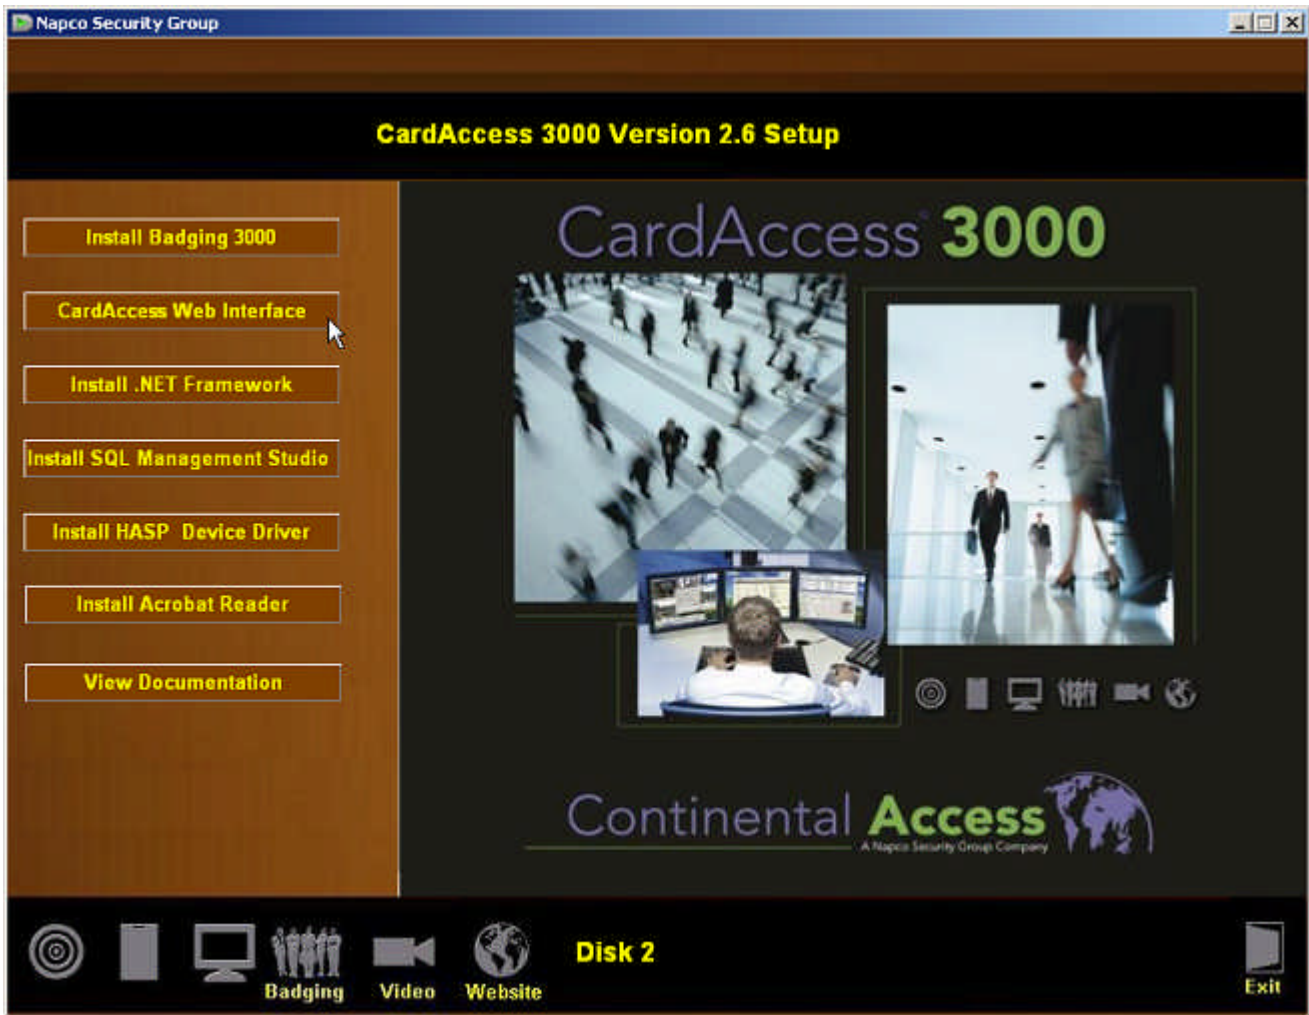 Napco Security Group
CardAccess 3000 Version 2.6 Setup
Install Badging 3000
CardAccess Web Interface
Install .NET Framework
Install SQL Management Studio
Install HASP Device Driver
Install Acrobat Reader
View Documentation
CardAccess® 3000
Continental Access
A Napco Security Group Company
Badging
Video
Website
Disk 2
Exit